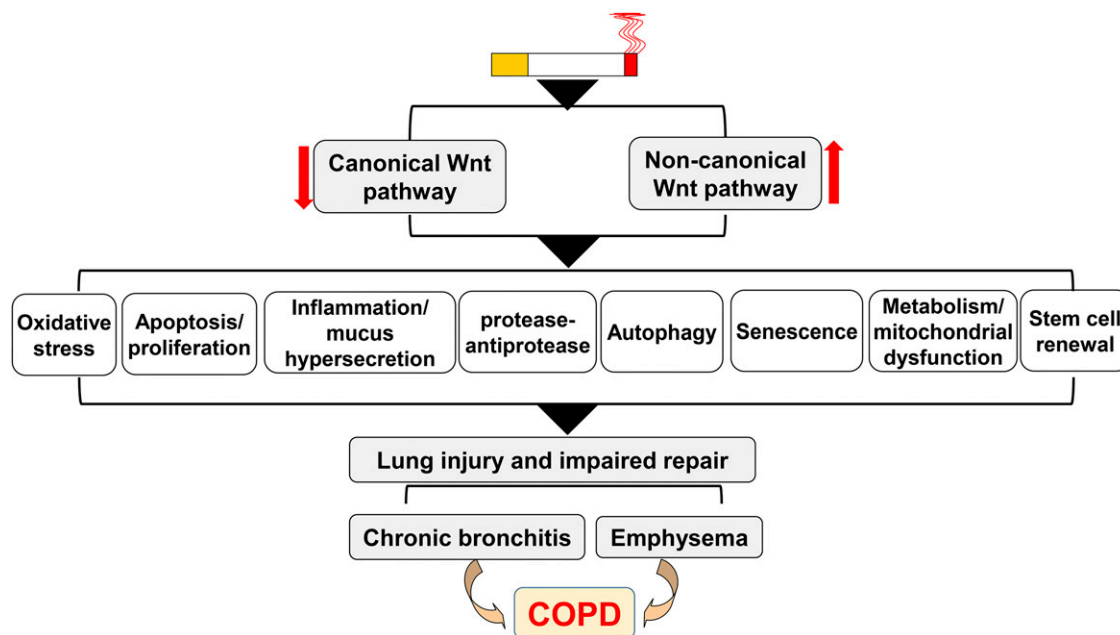 Canonical Wnt
pathway
Non-canonical
Wnt pathway
Oxidative
stress
Apoptosis/
proliferation
Inflammation/
mucus
hypersecretion
protease-
antiprotease
Autophagy
Senescence
Metabolism/
mitochondrial
dysfunction
Stem cell
renewal
Lung injury and impaired repair
Chronic bronchitis
Emphysema
COPD